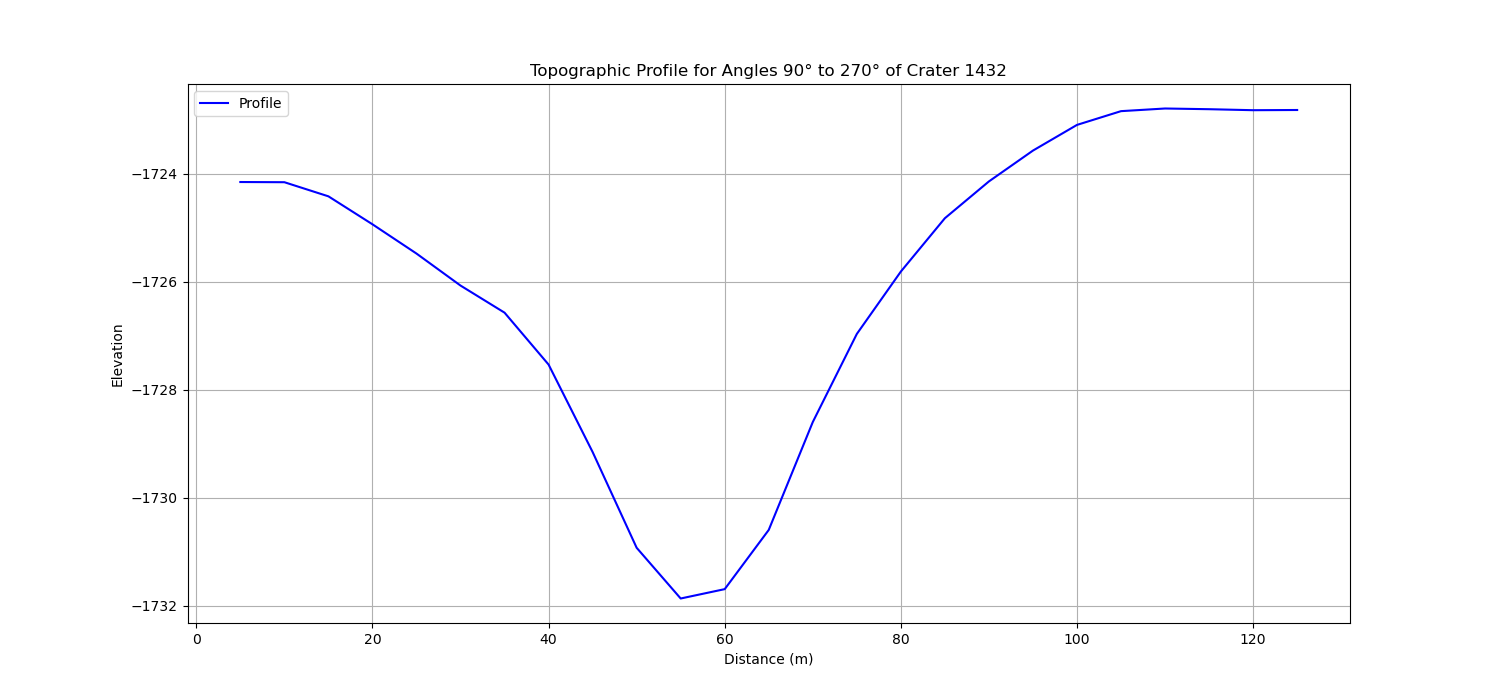 Topographic Profile for Angles 90° to 270° of Crater 1432
Profile
−1724
−1726
−1728
−1730
−1732
Elevation
0 20 40 60 80 100 120
Distance (m)